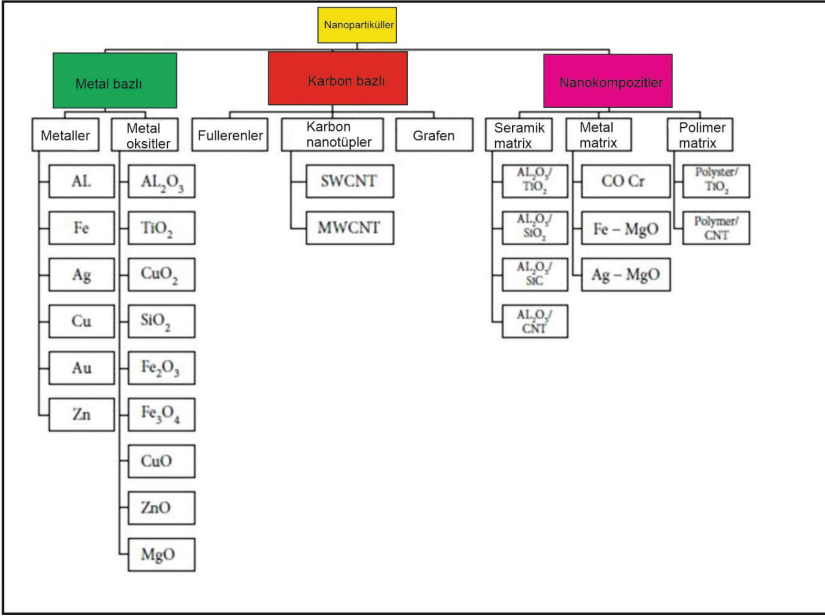 Nanopartiküller
Metal bazlı
Karbon bazlı
Nanokompozitler
Metaller
Metal
oksitler
Fullerenler
Karbon
nanotüpler
Grafen
Seramik
matrix
Metal
matrix
Polimer
matrix
AL
Fe
Ag
Cu
Au
Zn
AL₂O₃
TiO₂
CuO₂
SiO₂
Fe₂O₃
Fe₃O₄
CuO
ZnO
MgO
SWCNT
MWCNT
AL₂O₃/
TiO₂
AL₂O₃/
SiO₂
AL₂O₃/
SiC
AL₂O₃/
CNT
CO Cr
Fe – MgO
Ag – MgO
Polyster/
TiO₂
Polymer/
CNT